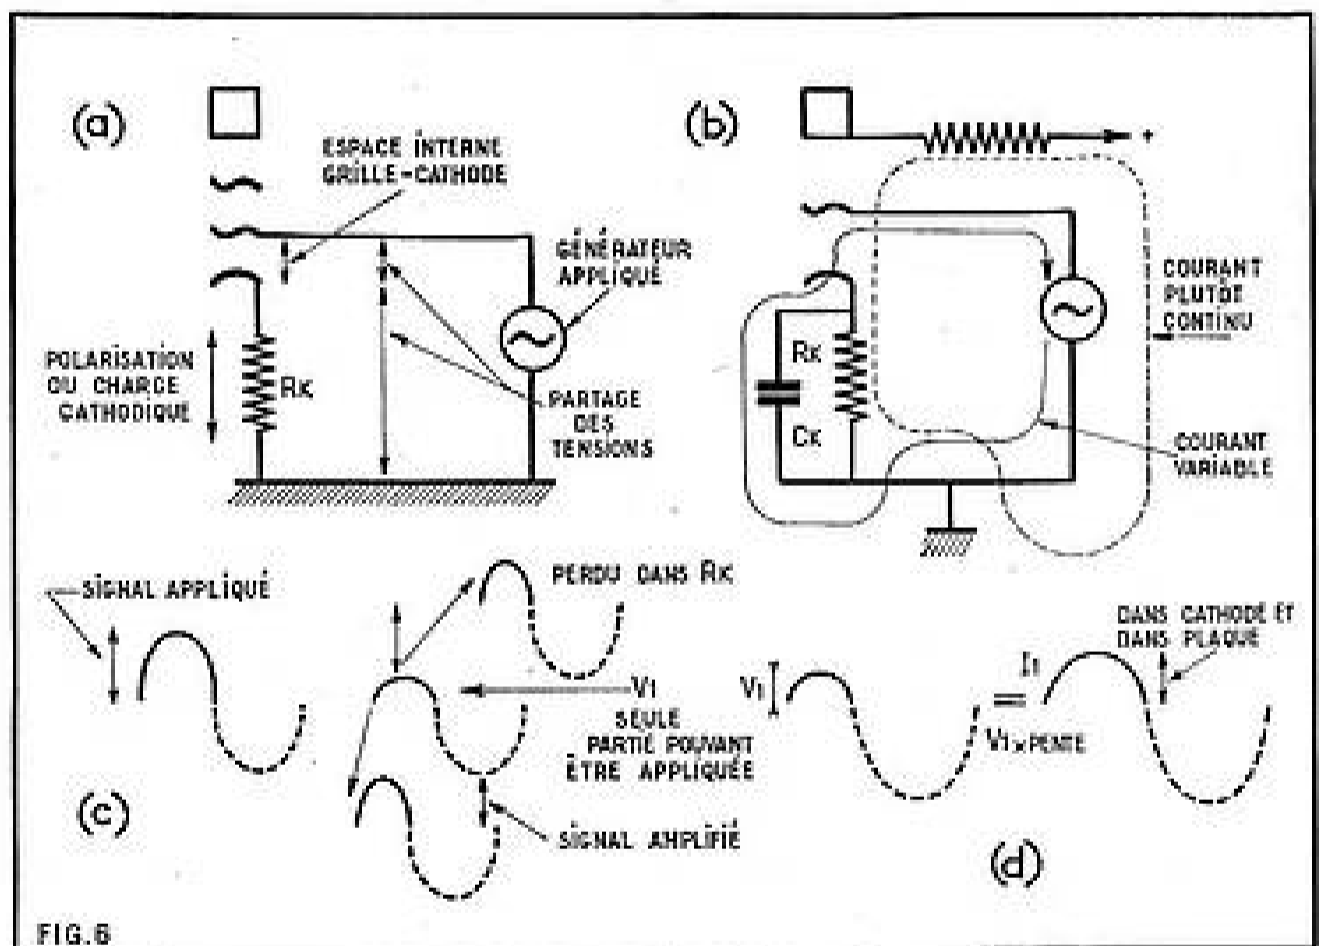 (a)
ESPACE INTERNE
GRILLE-CATHODE
GÉNÉRATEUR
APPLIQUÉ
POLARISATION
OU CHARGE
CATHODIQUE
RK
PARTAGE
DES
TENSIONS
(b)
+
COURANT
PLUTÔT
CONTINU
RK
CK
COURANT
VARIABLE
SIGNAL APPLIQUÉ
PERDU DANS RK
V1
SEULE
PARTIE POUVANT
ÊTRE APPLIQUÉE
SIGNAL AMPLIFIÉ
(c)
DANS CATHODE ET
DANS PLAQUE
V1
I1
=
V1xPENTE
(d)
FIG.6